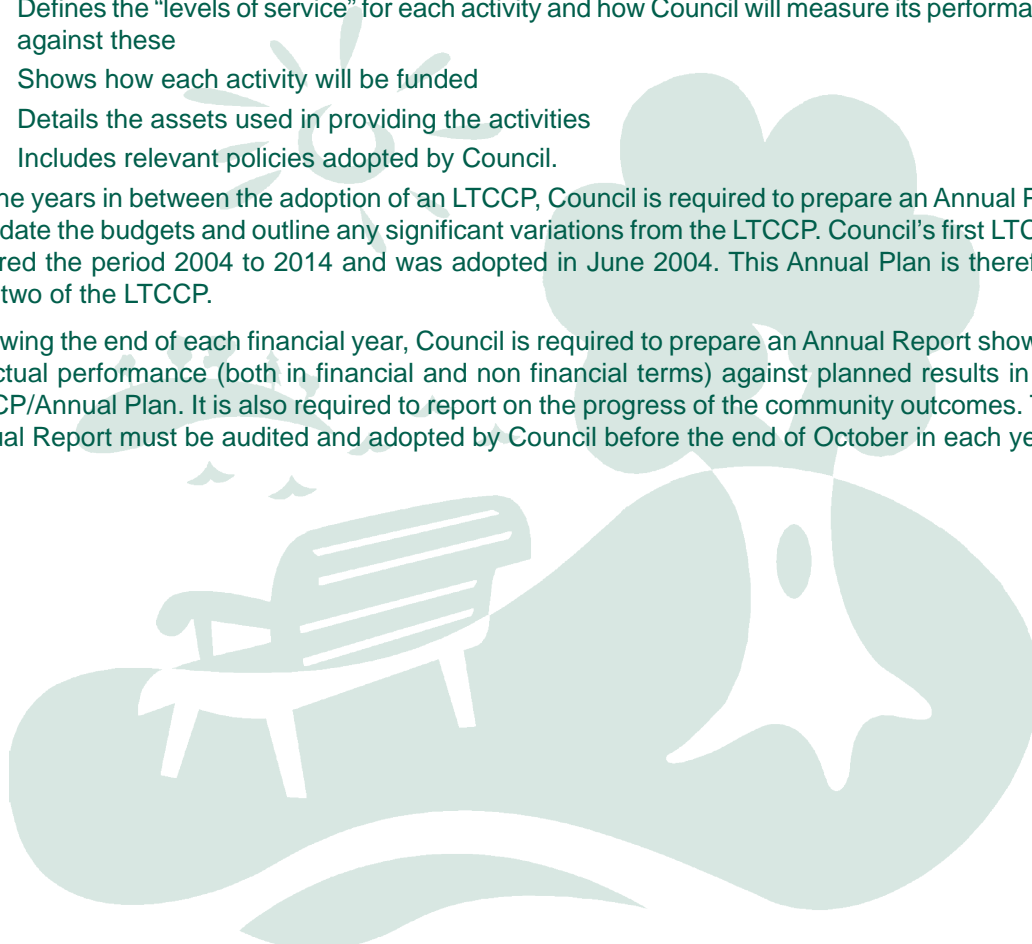 Defines the “levels of service” for each activity and how Council will measure its performa
against these
Shows how each activity will be funded
Details the assets used in providing the activities
Includes relevant policies adopted by Council.
ne years in between the adoption of an LTCCP, Council is required to prepare an Annual P
date the budgets and outline any significant variations from the LTCCP. Council’s first LTC
red the period 2004 to 2014 and was adopted in June 2004. This Annual Plan is theref
two of the LTCCP.
wing the end of each financial year, Council is required to prepare an Annual Report show
ctual performance (both in financial and non financial terms) against planned results in
CP/Annual Plan. It is also required to report on the progress of the community outcomes. T
ual Report must be audited and adopted by Council before the end of October in each ye